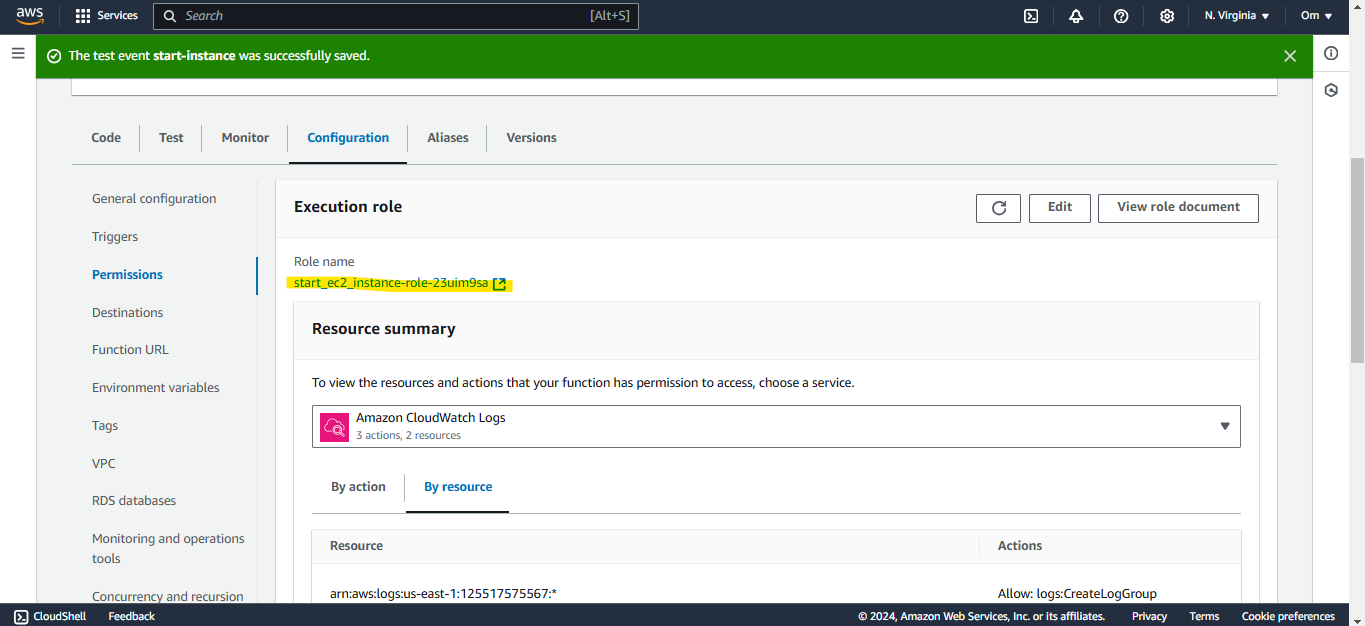 aws
Services
Search
[Alt+S]
N. Virginia
Om
The test event start-instance was successfully saved.
Code
Test
Monitor
Configuration
Aliases
Versions
General configuration
Triggers
Permissions
Destinations
Function URL
Environment variables
Tags
VPC
RDS databases
Monitoring and operations
tools
Concurrency and recursion
Execution role
Edit
View role document
Role name
start_ec2_instance-role-23uim9sa
Resource summary
To view the resources and actions that your function has permission to access, choose a service.
Amazon CloudWatch Logs
3 actions, 2 resources
By action
By resource
Resource
Actions
arn:aws:logs:us-east-1:125517575567:*
Allow: logs:CreateLogGroup
CloudShell
Feedback
© 2024, Amazon Web Services, Inc. or its affiliates.
Privacy
Terms
Cookie preferences